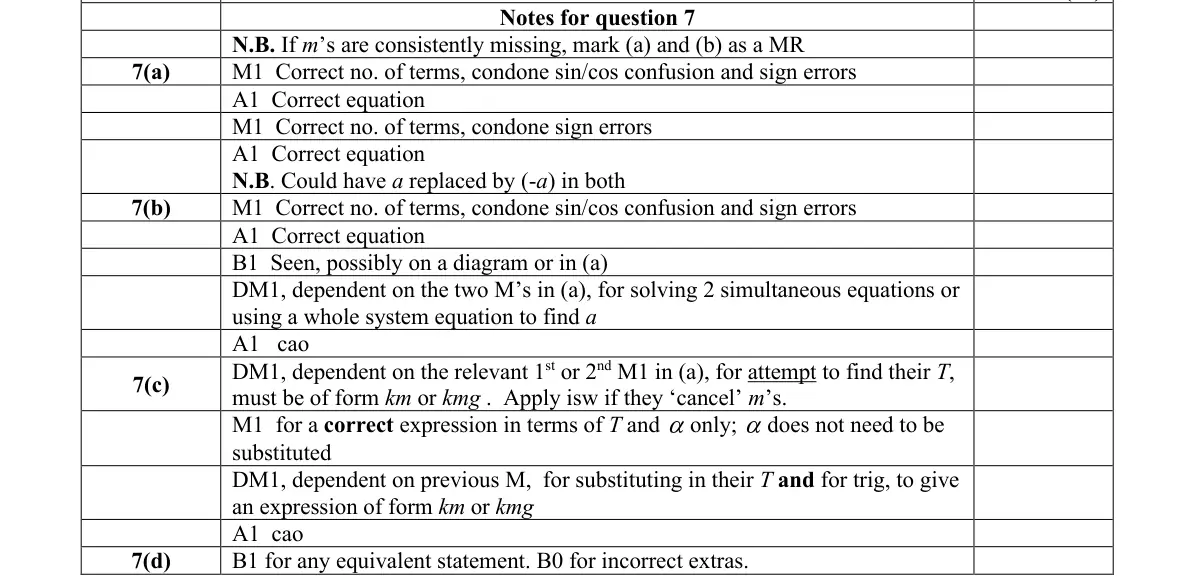 Notes for question 7
N.B. If m’s are consistently missing, mark (a) and (b) as a MR
7(a) M1 Correct no. of terms, condone sin/cos confusion and sign errors
A1 Correct equation
M1 Correct no. of terms, condone sign errors
A1 Correct equation
N.B. Could have a replaced by (-a) in both
7(b) M1 Correct no. of terms, condone sin/cos confusion and sign errors
A1 Correct equation
B1 Seen, possibly on a diagram or in (a)
DM1, dependent on the two M’s in (a), for solving 2 simultaneous equations or
using a whole system equation to find a
A1 cao
7(c) DM1, dependent on the relevant 1st or 2nd M1 in (a), for attempt to find their T,
must be of form km or kmg . Apply isw if they ‘cancel’ m’s.
M1 for a correct expression in terms of T and α only; α does not need to be
substituted
DM1, dependent on previous M, for substituting in their T and for trig, to give
an expression of form km or kmg
A1 cao
7(d) B1 for any equivalent statement. B0 for incorrect extras.